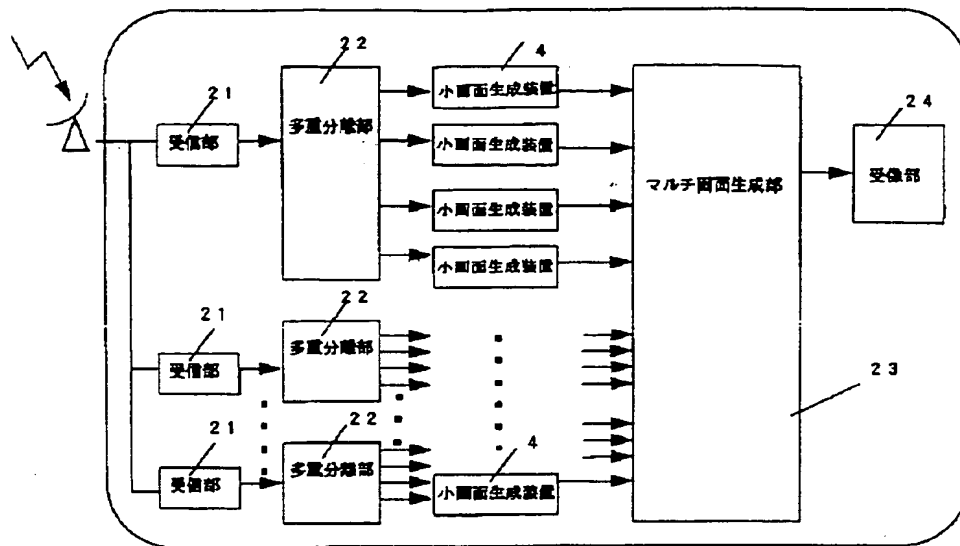 22
4
21
小画面生成装置
24
受信部
多重分離部
小画面生成装置
マルチ画面生成部
受像部
小画面生成装置
小画面生成装置
22
21
多重分離部
受信部
23
21
22
4
受信部
多重分離部
小画面生成装置